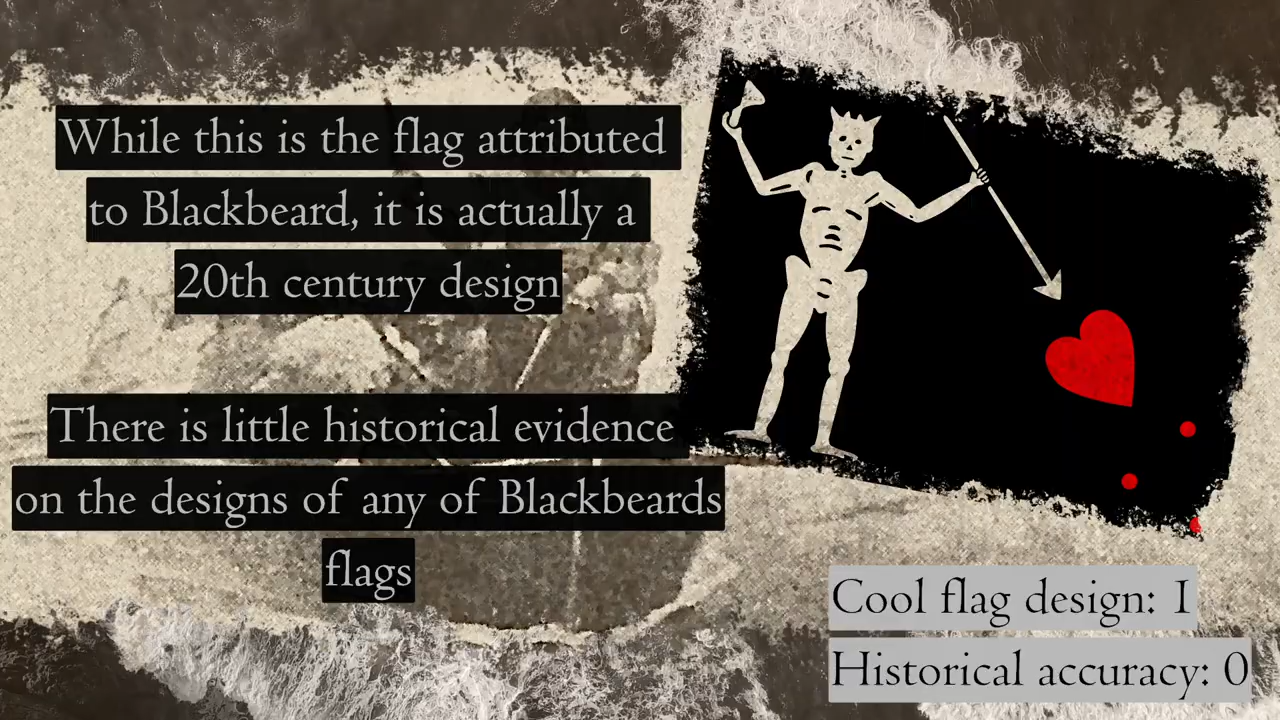 While this is the flag attributed
to Blackbeard, it is actually a
20th century design
There is little historical evidence
on the designs of any of Blackbeards
flags
Cool flag design: 1
Historical accuracy: 0